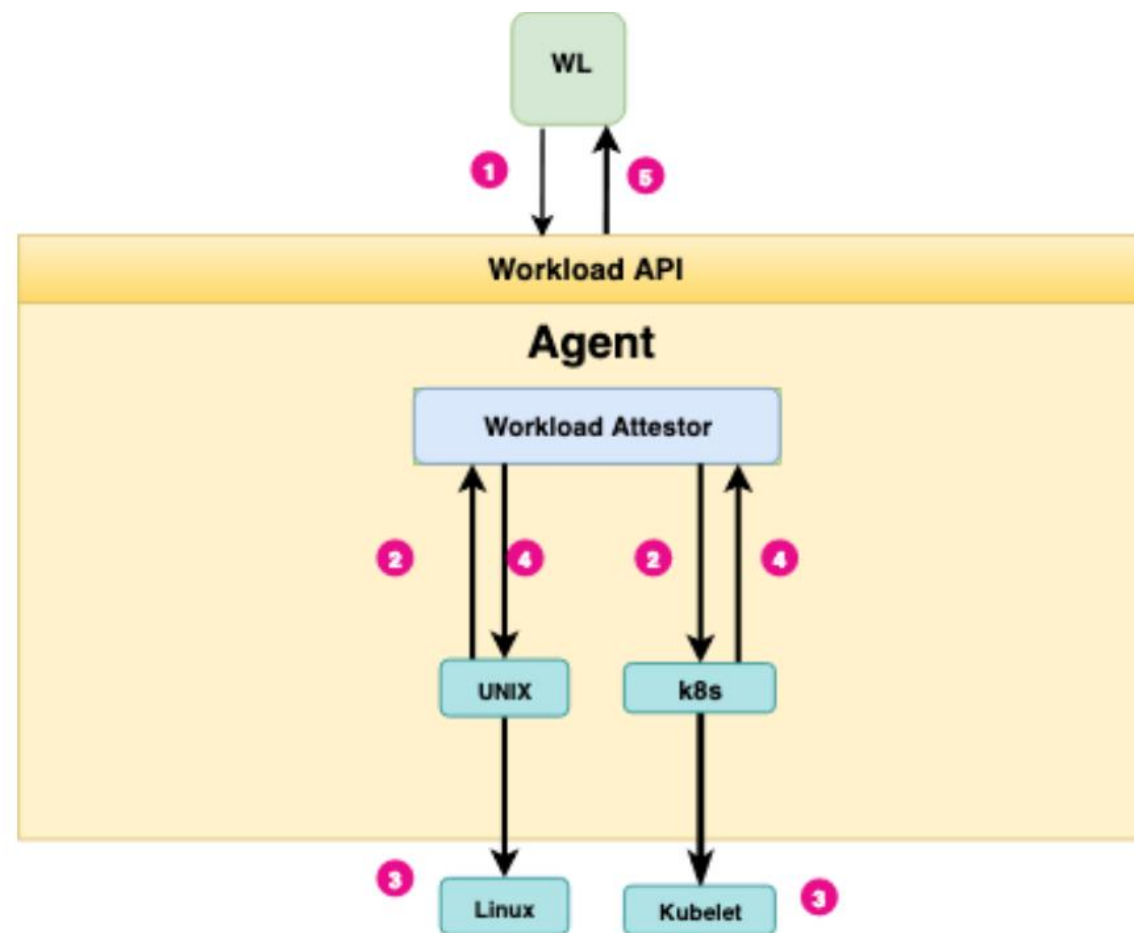 WL
1
5
Workload API
Agent
Workload Attestor
2
4
2
4
UNIX
k8s
3
Linux
Kubelet
3